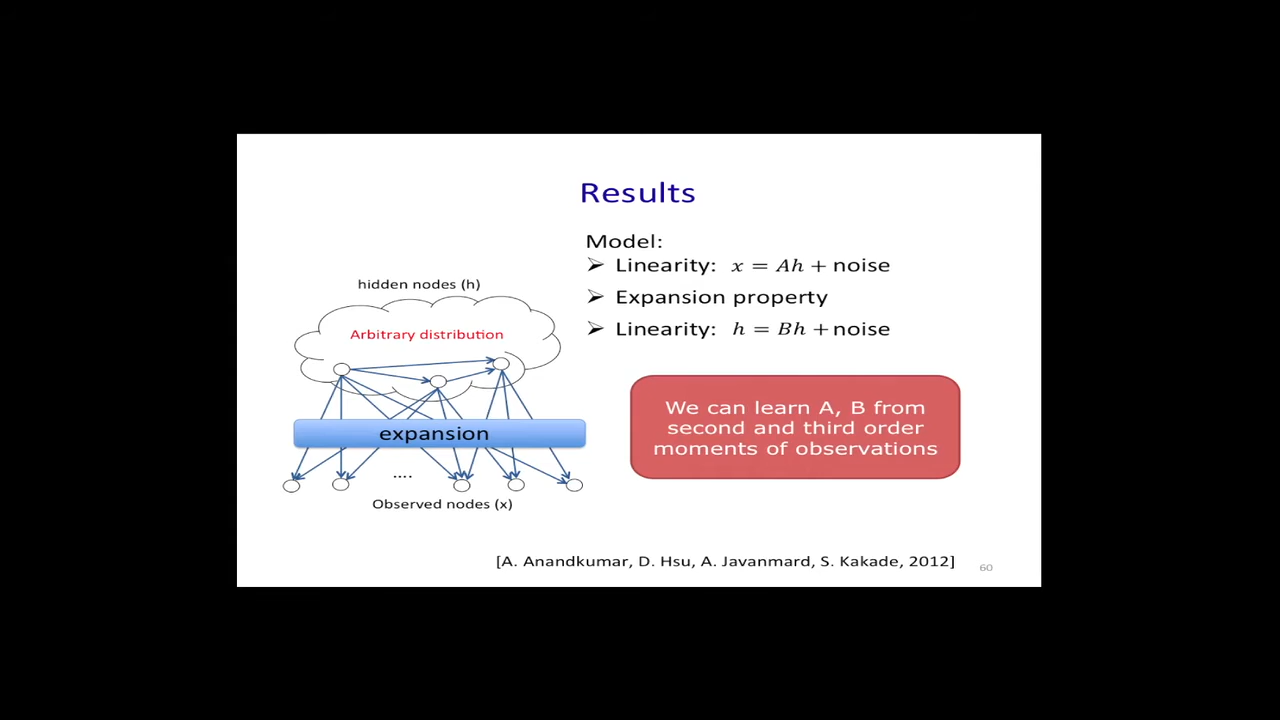 Results
Model:
➢ Linearity: x = Ah + noise
➢ Expansion property
➢ Linearity: h = Bh + noise
hidden nodes (h)
Arbitrary distribution
expansion
....
Observed nodes (x)
We can learn A, B from
second and third order
moments of observations
[A. Anandkumar, D. Hsu, A. Javanmard, S. Kakade, 2012]
60